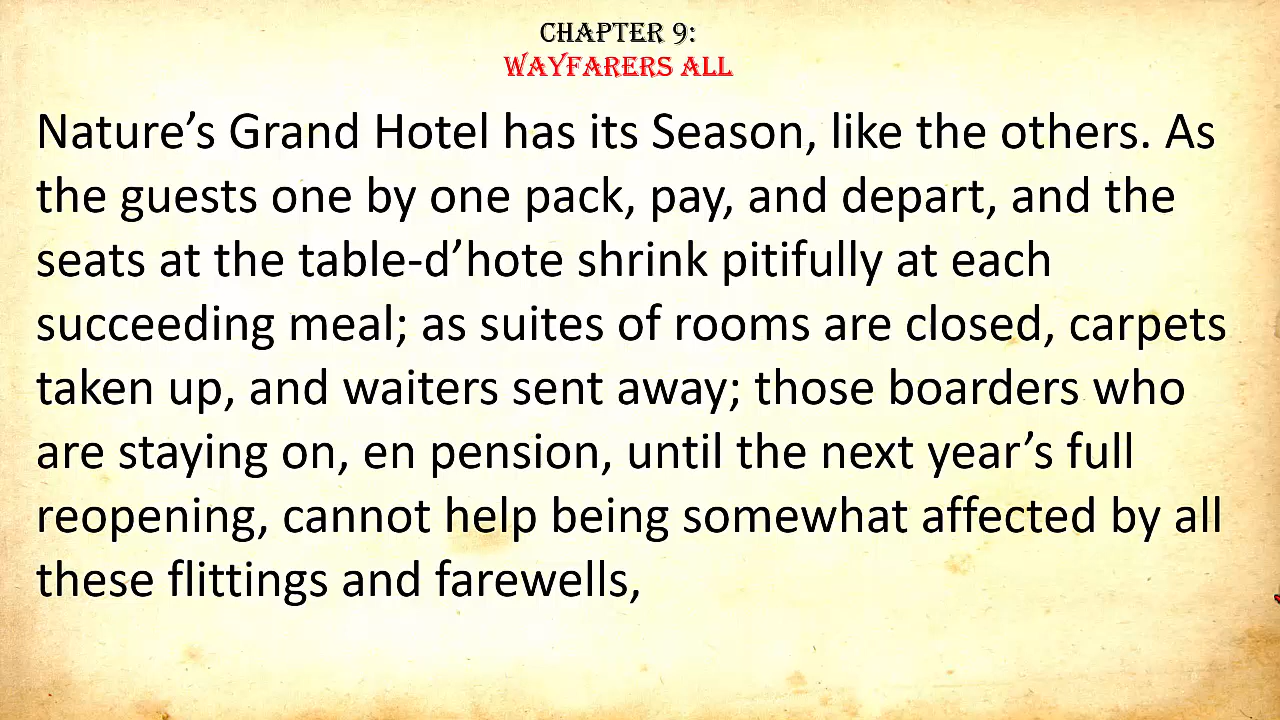 CHAPTER 9:
WAYFARERS ALL
Nature’s Grand Hotel has its Season, like the others. As
the guests one by one pack, pay, and depart, and the
seats at the table-d’hote shrink pitifully at each
succeeding meal; as suites of rooms are closed, carpets
taken up, and waiters sent away; those boarders who
are staying on, en pension, until the next year’s full
reopening, cannot help being somewhat affected by all
these flittings and farewells,